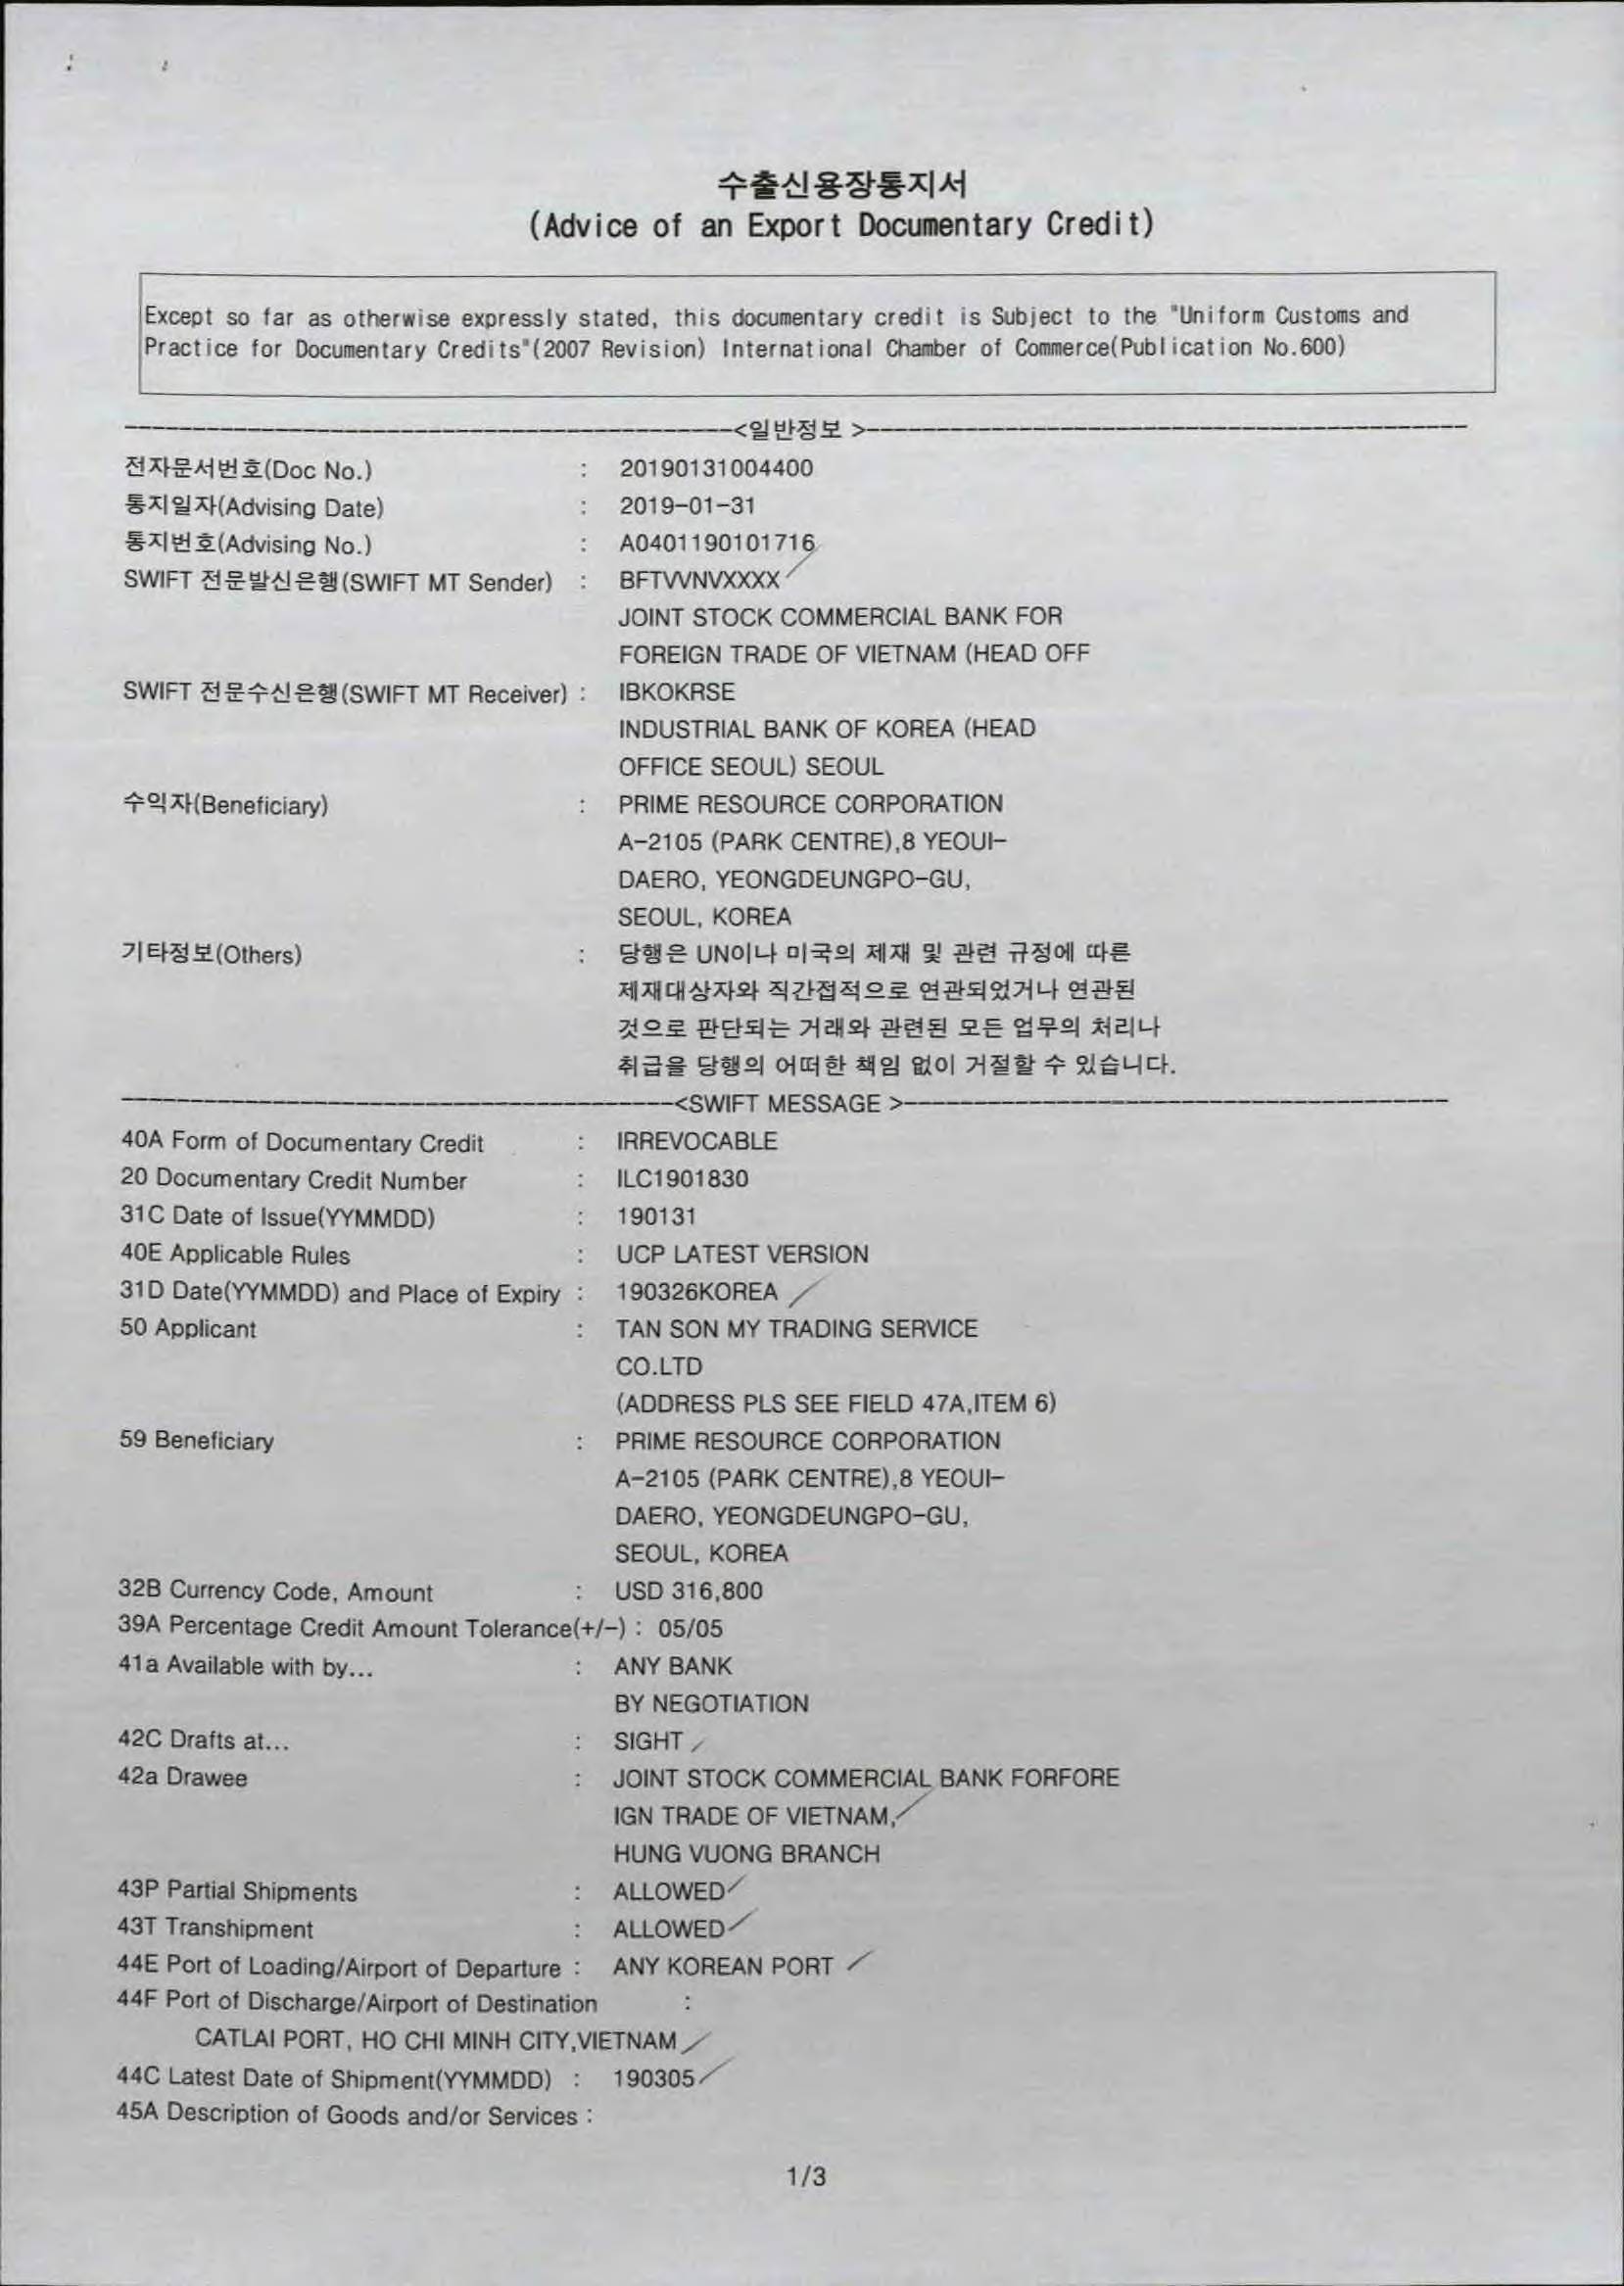 수출신용장통지서
(Advice of an Export Documentary Credit)
Except so far as otherwise expressly stated, this documentary credit is Subject to the "Uniform Customs and
Practice for Documentary Credits"(2007 Revision) International Chamber of Commerce(Publication No.600)
<일반정보 >
전자문서번호(Doc No.) : 20190131004400
통지일자(Advising Date) : 2019-01-31
통지번호(Advising No.) : A0401190101716
SWIFT 전문발신은행(SWIFT MT Sender) : BFTVVNVXXXX
JOINT STOCK COMMERCIAL BANK FOR
FOREIGN TRADE OF VIETNAM (HEAD OFF
SWIFT 전문수신은행(SWIFT MT Receiver) : IBKOKRSE
INDUSTRIAL BANK OF KOREA (HEAD
OFFICE SEOUL) SEOUL
수익자(Beneficiary) : PRIME RESOURCE CORPORATION
A-2105 (PARK CENTRE),8 YEOUI-
DAERO, YEONGDEUNGPO-GU,
SEOUL, KOREA
기타정보(Others) : 당행은 UN이나 미국의 제재 및 관련 규정에 따른
제재대상자와 직간접적으로 연관되었거나 연관된
것으로 판단되는 거래와 관련된 모든 업무의 처리나
취급을 당행의 어떠한 책임 없이 거절할 수 있습니다.
<SWIFT MESSAGE >
40A Form of Documentary Credit : IRREVOCABLE
20 Documentary Credit Number : ILC1901830
31C Date of Issue(YYMMDD) : 190131
40E Applicable Rules : UCP LATEST VERSION
31D Date(YYMMDD) and Place of Expiry : 190326KOREA
50 Applicant : TAN SON MY TRADING SERVICE
CO.LTD
(ADDRESS PLS SEE FIELD 47A,ITEM 6)
59 Beneficiary : PRIME RESOURCE CORPORATION
A-2105 (PARK CENTRE),8 YEOUI-
DAERO, YEONGDEUNGPO-GU,
SEOUL, KOREA
32B Currency Code, Amount : USD 316,800
39A Percentage Credit Amount Tolerance(+/-) : 05/05
41a Available with by... : ANY BANK
BY NEGOTIATION
42C Drafts at... : SIGHT
42a Drawee : JOINT STOCK COMMERCIAL BANK FORFORE
IGN TRADE OF VIETNAM,
HUNG VUONG BRANCH
43P Partial Shipments : ALLOWED
43T Transhipment : ALLOWED
44E Port of Loading/Airport of Departure : ANY KOREAN PORT
44F Port of Discharge/Airport of Destination :
CATLAI PORT, HO CHI MINH CITY,VIETNAM
44C Latest Date of Shipment(YYMMDD) : 190305
45A Description of Goods and/or Services :
1/3